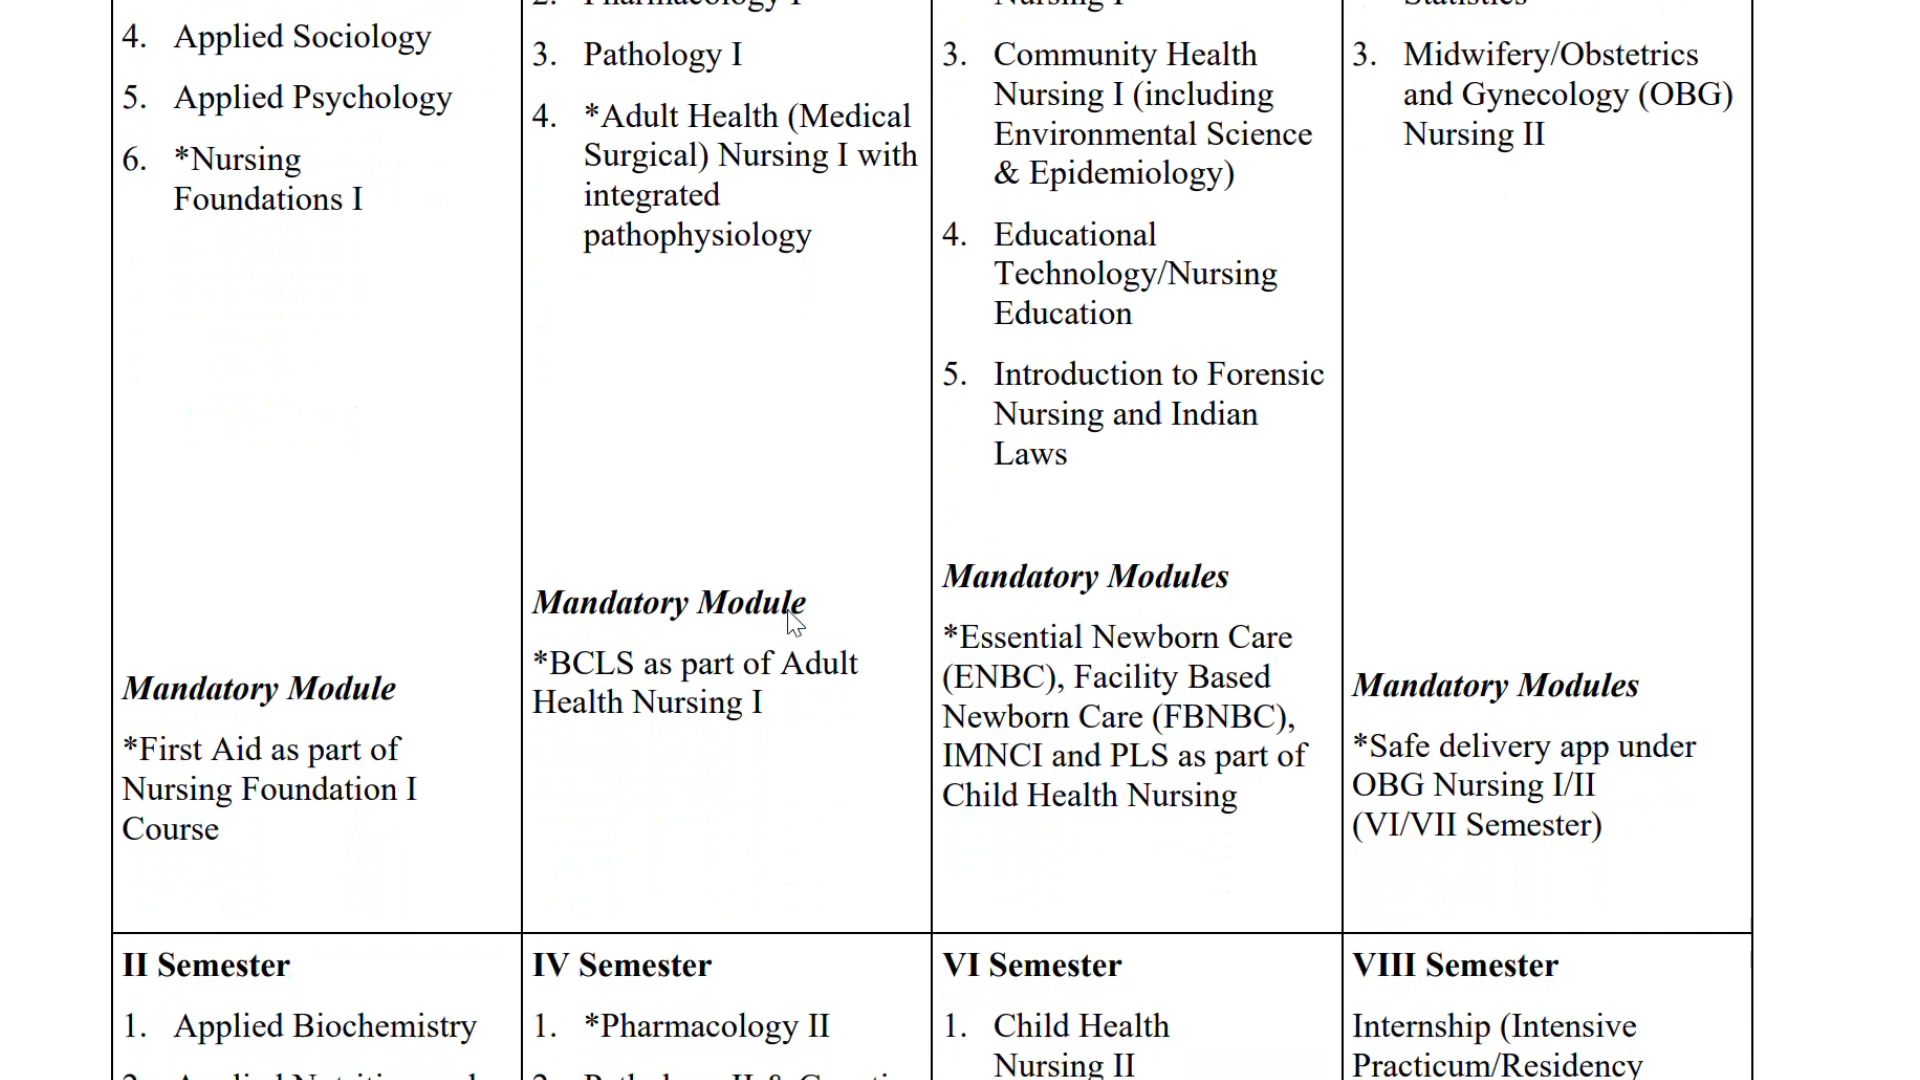 4. Applied Sociology
5. Applied Psychology
6. *Nursing
Foundations I
Mandatory Module
*First Aid as part of
Nursing Foundation I
Course
3. Pathology I
4. *Adult Health (Medical
Surgical) Nursing I with
integrated
pathophysiology
Mandatory Module
*BCLS as part of Adult
Health Nursing I
Nursing I
3. Community Health
Nursing I (including
Environmental Science
& Epidemiology)
4. Educational
Technology/Nursing
Education
5. Introduction to Forensic
Nursing and Indian
Laws
Mandatory Modules
*Essential Newborn Care
(ENBC), Facility Based
Newborn Care (FBNBC),
IMNCI and PLS as part of
Child Health Nursing
Statistics
3. Midwifery/Obstetrics
and Gynecology (OBG)
Nursing II
Mandatory Modules
*Safe delivery app under
OBG Nursing I/II
(VI/VII Semester)
II Semester
1. Applied Biochemistry
IV Semester
1. *Pharmacology II
VI Semester
1. Child Health
Nursing II
VIII Semester
Internship (Intensive
Practicum/Residency